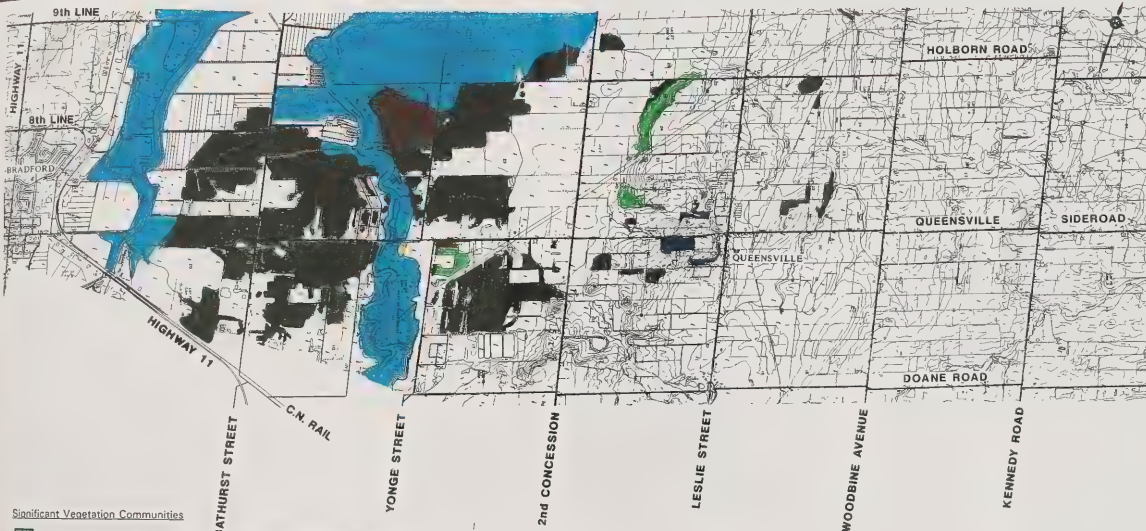 9th LINE
HIGHWAY 11
8th LINE
BRADFORD
HOLBORN ROAD
QUEENSVILLE
SIDEROAD
QUEENSVILLE
DOANE ROAD
HIGHWAY 11
C.N. RAIL
BATHURST STREET
YONGE STREET
2nd CONCESSION
LESLIE STREET
WOODBINE AVENUE
KENNEDY ROAD
Significant Vegetation Communities